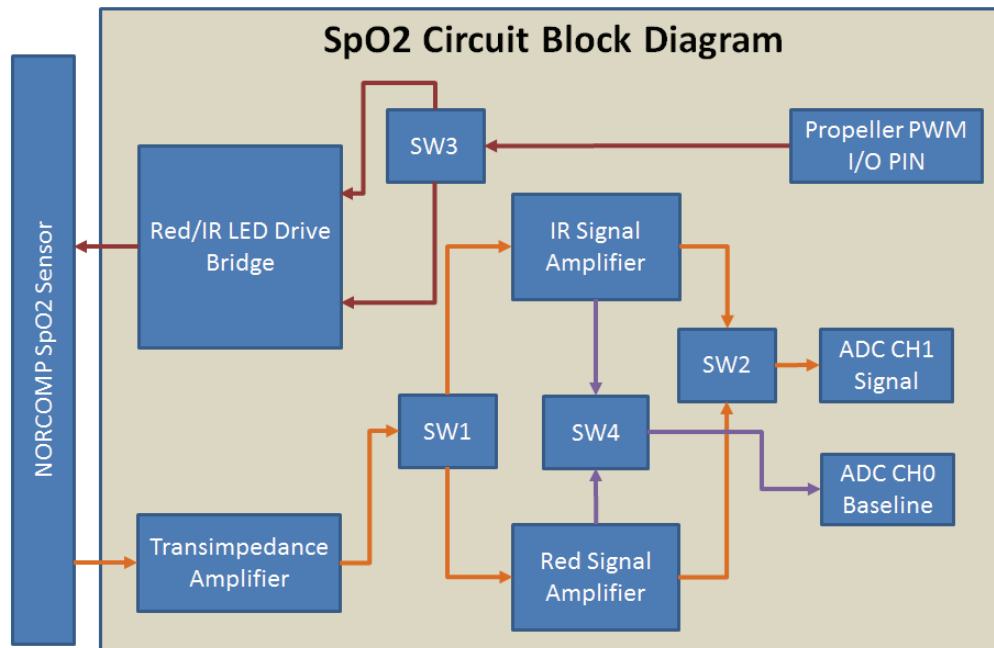 SpO2 Circuit Block Diagram
NORCOMP SpO2 Sensor
SW3
Propeller PWM
I/O PIN
Red/IR LED Drive
Bridge
IR Signal
Amplifier
SW2
ADC CH1
Signal
SW1
SW4
ADC CH0
Baseline
Transimpedance
Amplifier
Red Signal
Amplifier